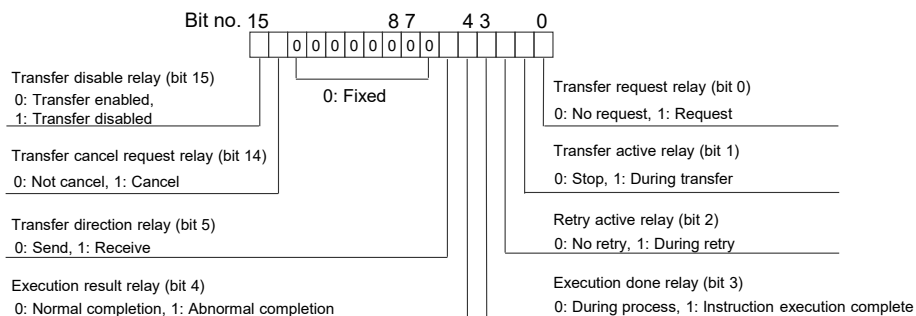 Bit no. 15 8 7 4 3 0
0 0 0 0 0 0 0 0
0: Fixed
Transfer disable relay (bit 15)
0: Transfer enabled,
1: Transfer disabled
Transfer cancel request relay (bit 14)
0: Not cancel, 1: Cancel
Transfer direction relay (bit 5)
0: Send, 1: Receive
Execution result relay (bit 4)
0: Normal completion, 1: Abnormal completion
Transfer request relay (bit 0)
0: No request, 1: Request
Transfer active relay (bit 1)
0: Stop, 1: During transfer
Retry active relay (bit 2)
0: No retry, 1: During retry
Execution done relay (bit 3)
0: During process, 1: Instruction execution complete